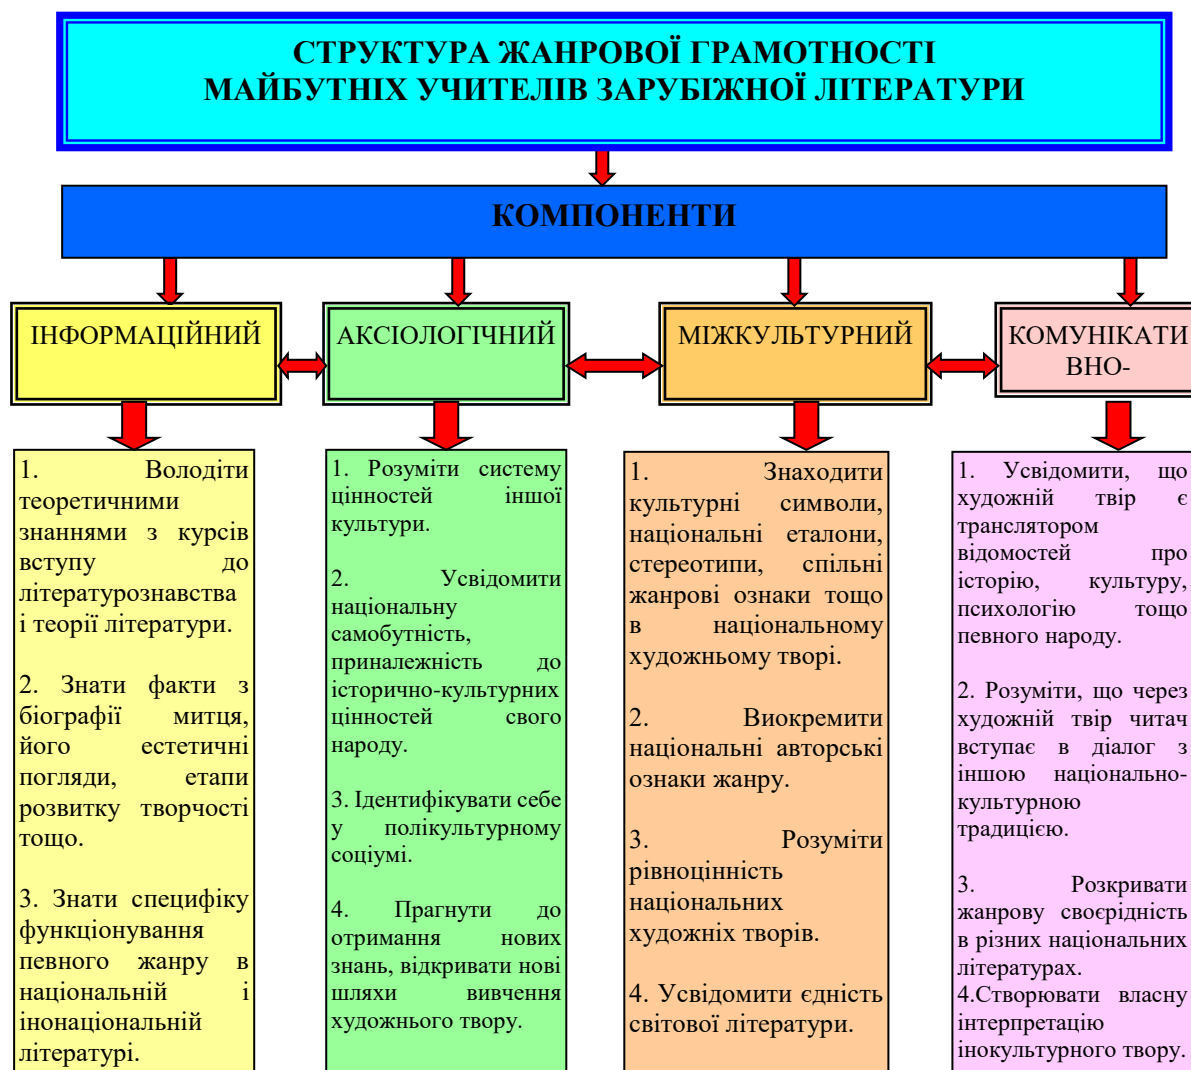 СТРУКТУРА ЖАНРОВОЇ ГРАМОТНОСТІ
МАЙБУТНІХ УЧИТЕЛІВ ЗАРУБІЖНОЇ ЛІТЕРАТУРИ
КОМПОНЕНТИ
ІНФОРМАЦІЙНИЙ
АКСІОЛОГІЧНИЙ
МІЖКУЛЬТУРНИЙ
КОМУНІКАТИ
ВНО-
1. Володіти
теоретичними
знаннями з курсів
вступу до
літературознавства
і теорії літератури.
2. Знати факти з
біографії митця,
його естетичні
погляди, етапи
розвитку творчості
тощо.
3. Знати специфіку
функціонування
певного жанру в
національній і
інонаціональній
літературі.
1. Розуміти систему
цінностей іншої
культури.
2. Усвідомити
національну
самобутність,
приналежність до
історично-культурних
цінностей свого
народу.
3. Ідентифікувати себе
у полікультурному
соціумі.
4. Прагнути до
отримання нових
знань, відкривати нові
шляхи вивчення
художнього твору.
1. Знаходити
культурні символи,
національні еталони,
стереотипи, спільні
жанрові ознаки тощо
в національному
художньому творі.
2. Виокремити
національні авторські
ознаки жанру.
3. Розуміти
рівноцінність
національних
художніх творів.
4. Усвідомити єдність
світової літератури.
1. Усвідомити, що
художній твір є
транслятором
відомостей про
історію, культуру,
психологію тощо
певного народу.
2. Розуміти, що через
художній твір читач
вступає в діалог з
іншою національно-
культурною
традицією.
3. Розкривати
жанрову своєрідність
в різних національних
літературах.
4.Створювати власну
інтерпретацію
інокультурного твору.